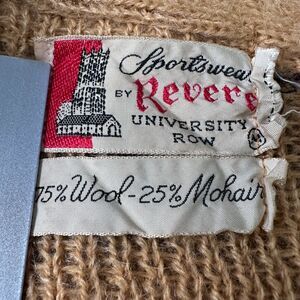 Sportswear
BY Revere
UNIVERSITY
ROW
75% Wool - 25% Mohair